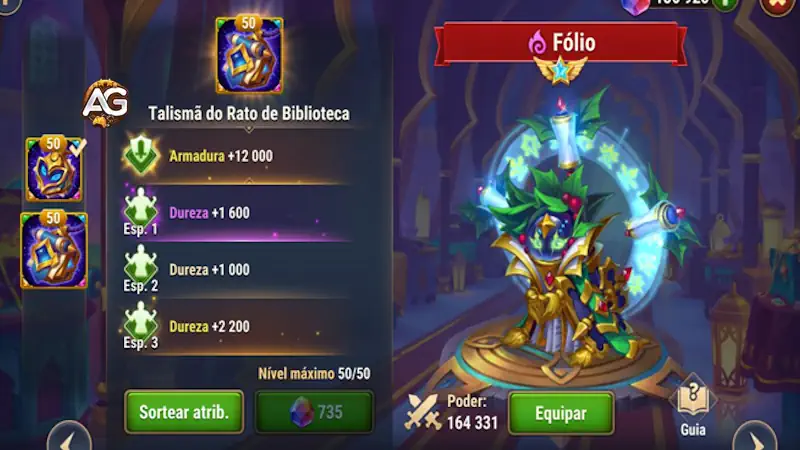 50
Fólio
AG
Talismã do Rato de Biblioteca
50
Armadura +12 000
Dureza +1 600
Esp. 1
50
Dureza +1 000
Esp. 2
Dureza +2 200
Esp. 3
Nível máximo 50/50
Sortear atrib.
735
Poder:
164 331
Equipar
?
Guia